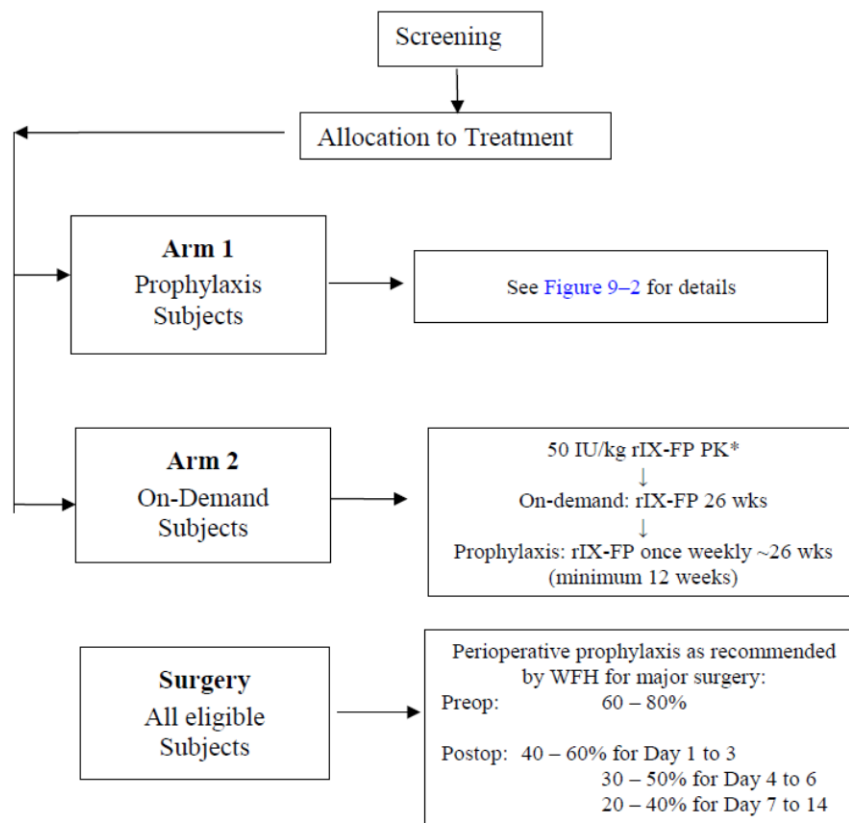 Screening
Allocation to Treatment
Arm 1
Prophylaxis
Subjects
See Figure 9–2 for details
Arm 2
On-Demand
Subjects
50 IU/kg rIX-FP PK*
↓
On-demand: rIX-FP 26 wks
↓
Prophylaxis: rIX-FP once weekly ~26 wks
(minimum 12 weeks)
Surgery
All eligible
Subjects
Perioperative prophylaxis as recommended
by WFH for major surgery:
Preop: 60 – 80%
Postop: 40 – 60% for Day 1 to 3
30 – 50% for Day 4 to 6
20 – 40% for Day 7 to 14